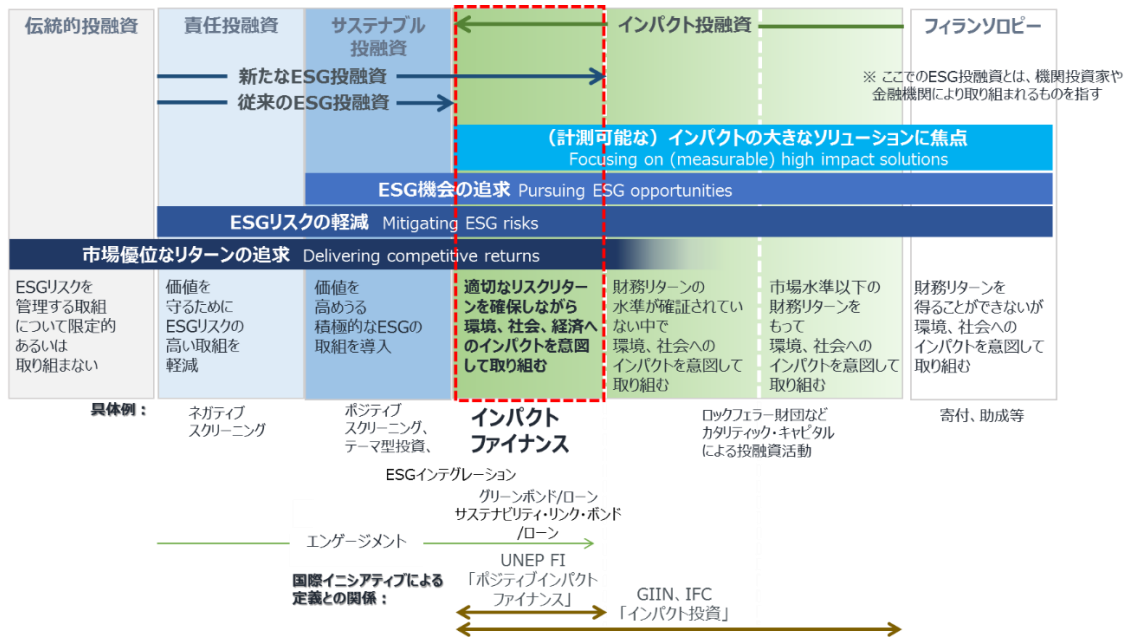 伝統的投融資
責任投融資
サステナブル
投融資
インパクト投融資
フィランソロピー
新たなESG投融資
従来のESG投融資
※ ここでのESG投融資とは、機関投資家や
金融機関により取り組まれるものを指す
（計測可能な）インパクトの大きなソリューションに焦点
Focusing on (measurable) high impact solutions
ESG機会の追求 Pursuing ESG opportunities
ESGリスクの軽減 Mitigating ESG risks
市場優位なリターンの追求 Delivering competitive returns
ESGリスクを
管理する取組
について限定的
あるいは
取り組まない
価値を
守るために
ESGリスクの
高い取組を
軽減
価値を
高めうる
積極的なESGの
取組を導入
適切なリスクリター
ンを確保しながら
環境、社会、経済へ
のインパクトを意図
して取り組む
財務リターンの
水準が確証されてい
ない中で
環境、社会への
インパクトを意図して
取り組む
市場水準以下の
財務リターンを
もって
環境、社会への
インパクトを意図して
取り組む
財務リターンを
得ることができないが
環境、社会への
インパクトを意図して
取り組む
具体例：
ネガティブ
スクリーニング
ポジティブ
スクリーニング、
テーマ型投資、
インパクト
ファイナンス
ロックフェラー財団など
カタリティック・キャピタル
による投融資活動
寄付、助成等
ESGインテグレーション
グリーンボンド/ローン
サステナビリティ・リンク・ボンド
/ローン
エンゲージメント
国際イニシアティブによる
定義との関係：
UNEP FI
「ポジティブインパクト
ファイナンス」
GIIN、IFC
「インパクト投資」